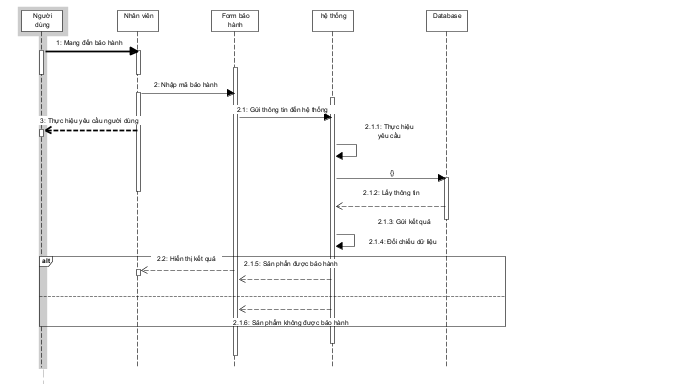 Người
dùng
Nhân viên
Form bảo
hành
hệ thống
Database
1: Mang đến bảo hành
2: Nhập mã bảo hành
2.1: Gửi thông tin đến hệ thống
3: Thực hiệu yêu cầu người dùng
2.1.1: Thực hiệu
yêu cầu
{}
2.1.2: Lấy thông tin
2.1.3: Gửi kết quả
2.1.4: Đối chiếu dữ liệu
alt
2.2: Hiển thị kết quả
2.1.5: Sản phẩn được bảo hành
2.1.6: Sản phẩm không được bảo hành